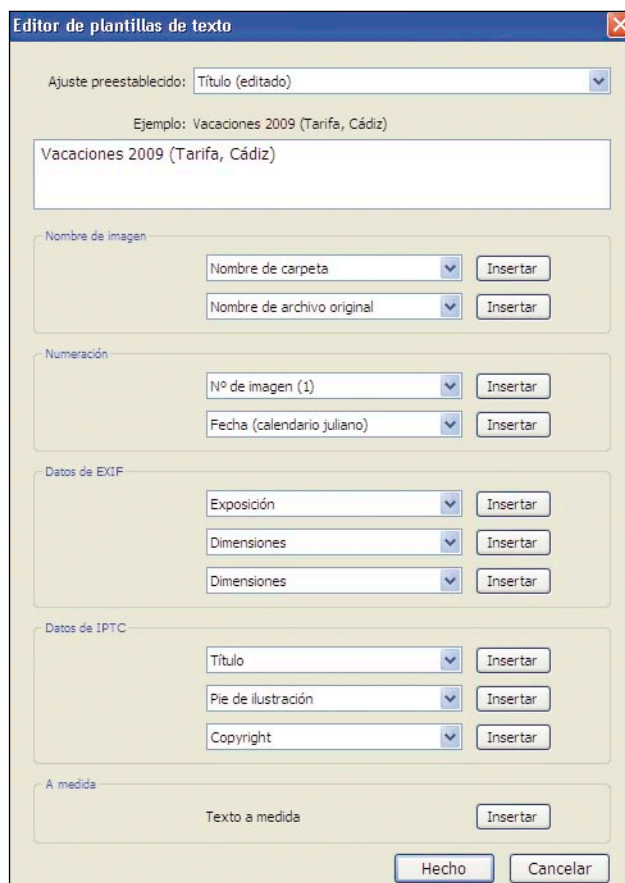 Editor de plantillas de texto
Ajuste preestablecido: Título (editado)
Ejemplo: Vacaciones 2009 (Tarifa, Cádiz)
Vacaciones 2009 (Tarifa, Cádiz)
Nombre de imagen
Nombre de carpeta Insertar
Nombre de archivo original Insertar
Numeración
Nº de imagen (1) Insertar
Fecha (calendario juliano) Insertar
Datos de EXIF
Exposición Insertar
Dimensiones Insertar
Dimensiones Insertar
Datos de IPTC
Título Insertar
Pie de ilustración Insertar
Copyright Insertar
A medida
Texto a medida Insertar
Hecho Cancelar